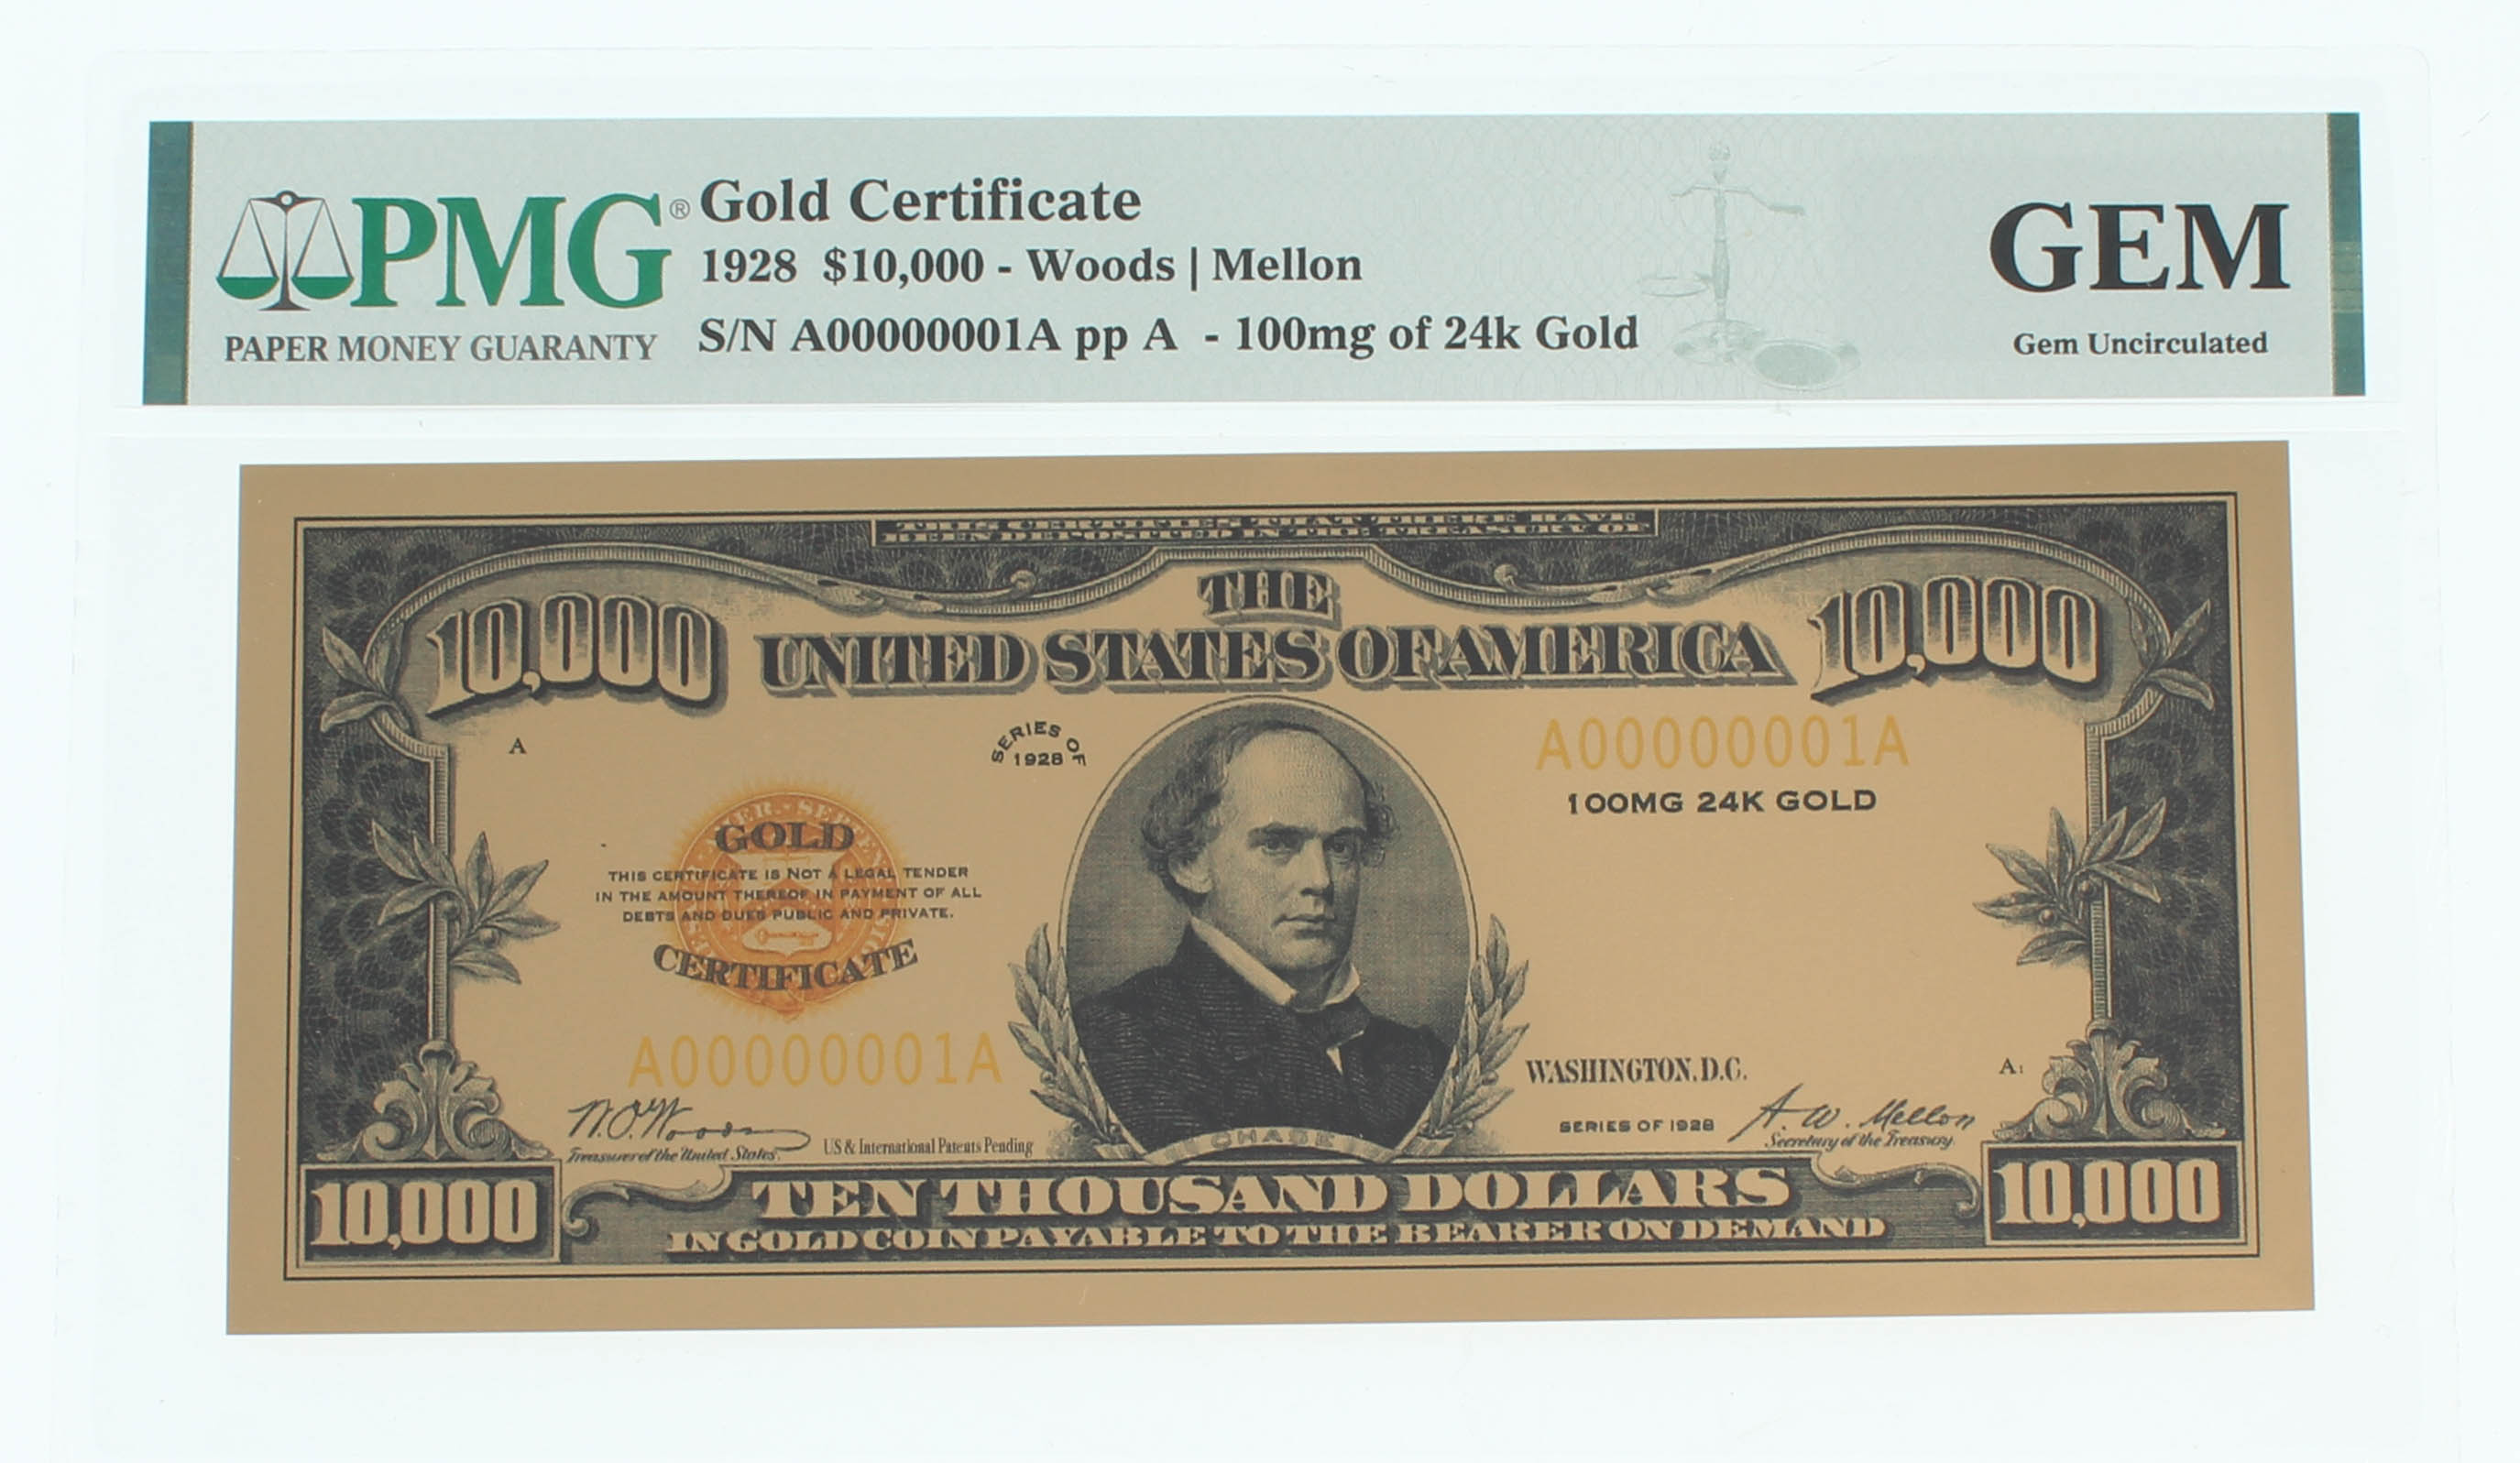 PMG®
PAPER MONEY GUARANTY
Gold Certificate
1928 $10,000 - Woods | Mellon
S/N A00000001A pp A - 100mg of 24k Gold
GEM
Gem Uncirculated
THIS CERTIFIES THAT THERE HAVE
BEEN DEPOSITED IN THE TREASURY OF
10,000
THE
UNITED STATES OF AMERICA
10,000
A
SERIES OF
1928
A00000001A
100MG 24K GOLD
GOLD
THIS CERTIFICATE IS NOT A LEGAL TENDER
IN THE AMOUNT THEREOF IN PAYMENT OF ALL
DEBTS AND DUES PUBLIC AND PRIVATE.
CERTIFICATE
A00000001A
WASHINGTON, D.C.
A1
W.O. Woods
Treasurer of the United States.
US & International Patents Pending
CHASE
SERIES OF 1928
A. W. Mellon
Secretary of the Treasury.
10,000
TEN THOUSAND DOLLARS
IN GOLD COIN PAYABLE TO THE BEARER ON DEMAND
10,000